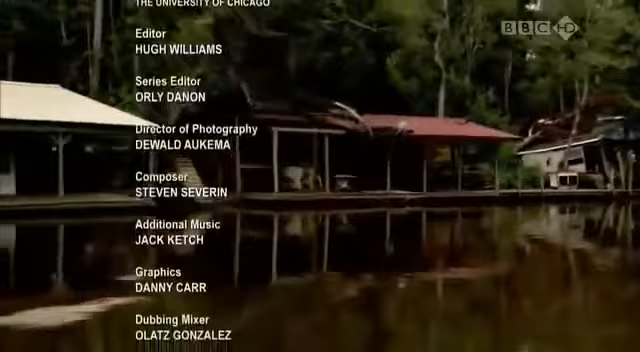 THE UNIVERSITY OF CHICAGO
BBC HD
Editor
HUGH WILLIAMS
Series Editor
ORLY DANON
Director of Photography
DEWALD AUKEMA
Composer
STEVEN SEVERIN
Additional Music
JACK KETCH
Graphics
DANNY CARR
Dubbing Mixer
OLATZ GONZALEZ